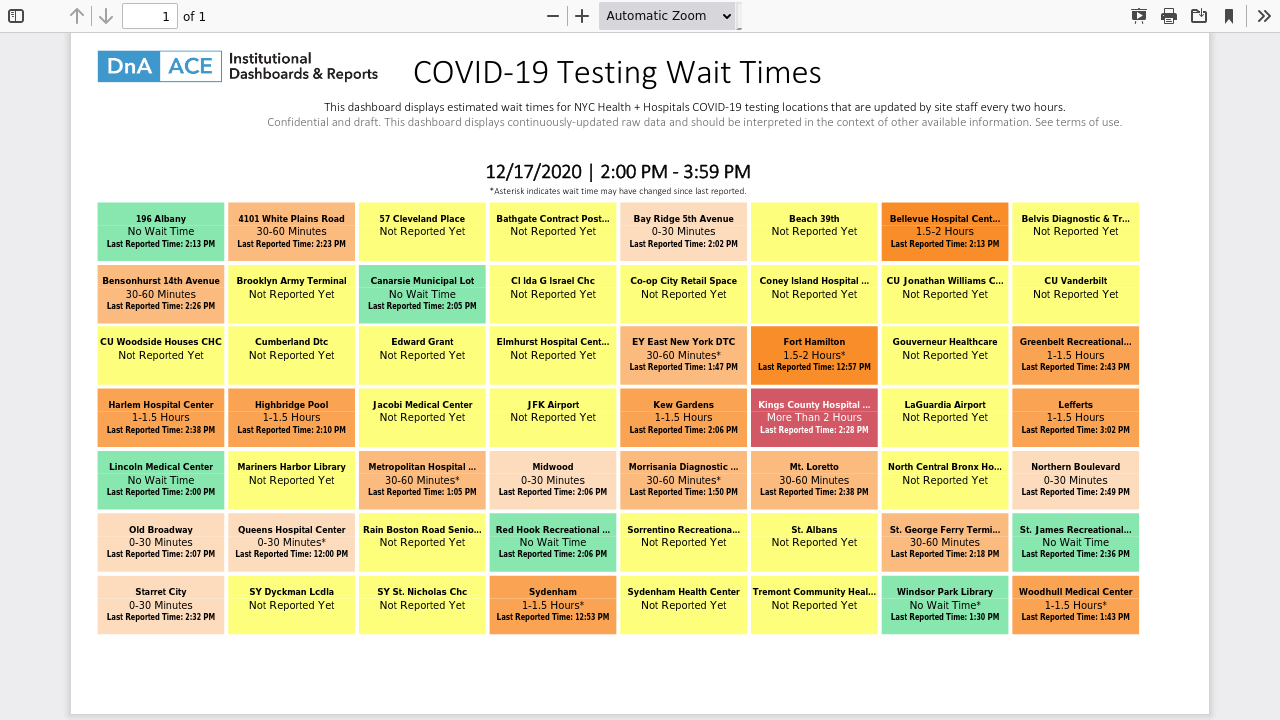 1 of 1 Automatic Zoom
DnA ACE Institutional
Dashboards & Reports
COVID-19 Testing Wait Times
This dashboard displays estimated wait times for NYC Health + Hospitals COVID-19 testing locations that are updated by site staff every two hours.
Confidential and draft. This dashboard displays continuously-updated raw data and should be interpreted in the context of other available information. See terms of use.
12/17/2020 | 2:00 PM - 3:59 PM
*Asterisk indicates wait time may have changed since last reported.
196 Albany
No Wait Time
Last Reported Time: 2:13 PM
4101 White Plains Road
30-60 Minutes
Last Reported Time: 2:23 PM
57 Cleveland Place
Not Reported Yet
Bathgate Contract Post...
Not Reported Yet
Bay Ridge 5th Avenue
0-30 Minutes
Last Reported Time: 2:02 PM
Beach 39th
Not Reported Yet
Bellevue Hospital Cent...
1.5-2 Hours
Last Reported Time: 2:13 PM
Belvis Diagnostic & Tr...
Not Reported Yet
Bensonhurst 14th Avenue
30-60 Minutes
Last Reported Time: 2:26 PM
Brooklyn Army Terminal
Not Reported Yet
Canarsie Municipal Lot
No Wait Time
Last Reported Time: 2:05 PM
Cl Ida G Israel Chc
Not Reported Yet
Co-op City Retail Space
Not Reported Yet
Coney Island Hospital ...
Not Reported Yet
CU Jonathan Williams C...
Not Reported Yet
CU Vanderbilt
Not Reported Yet
CU Woodside Houses CHC
Not Reported Yet
Cumberland Dtc
Not Reported Yet
Edward Grant
Not Reported Yet
Elmhurst Hospital Cent...
Not Reported Yet
EY East New York DTC
30-60 Minutes*
Last Reported Time: 1:47 PM
Fort Hamilton
1.5-2 Hours*
Last Reported Time: 12:57 PM
Gouverneur Healthcare
Not Reported Yet
Greenbelt Recreational...
1-1.5 Hours
Last Reported Time: 2:43 PM
Harlem Hospital Center
1-1.5 Hours
Last Reported Time: 2:38 PM
Highbridge Pool
1-1.5 Hours
Last Reported Time: 2:10 PM
Jacobi Medical Center
Not Reported Yet
JFK Airport
Not Reported Yet
Kew Gardens
1-1.5 Hours
Last Reported Time: 2:06 PM
Kings County Hospital ...
More Than 2 Hours
Last Reported Time: 2:28 PM
LaGuardia Airport
Not Reported Yet
Lefferts
1-1.5 Hours
Last Reported Time: 3:02 PM
Lincoln Medical Center
No Wait Time
Last Reported Time: 2:00 PM
Mariners Harbor Library
Not Reported Yet
Metropolitan Hospital ...
30-60 Minutes*
Last Reported Time: 1:05 PM
Midwood
0-30 Minutes
Last Reported Time: 2:06 PM
Morrisania Diagnostic ...
30-60 Minutes*
Last Reported Time: 1:50 PM
Mt. Loretto
30-60 Minutes
Last Reported Time: 2:38 PM
North Central Bronx Ho...
Not Reported Yet
Northern Boulevard
0-30 Minutes
Last Reported Time: 2:49 PM
Old Broadway
0-30 Minutes
Last Reported Time: 2:07 PM
Queens Hospital Center
0-30 Minutes*
Last Reported Time: 12:00 PM
Rain Boston Road Senio...
Not Reported Yet
Red Hook Recreational ...
No Wait Time
Last Reported Time: 2:06 PM
Sorrentino Recreationa...
Not Reported Yet
St. Albans
Not Reported Yet
St. George Ferry Termi...
30-60 Minutes
Last Reported Time: 2:18 PM
St. James Recreational...
No Wait Time
Last Reported Time: 2:36 PM
Starret City
0-30 Minutes
Last Reported Time: 2:32 PM
SY Dyckman Lcdla
Not Reported Yet
SY St. Nicholas Chc
Not Reported Yet
Sydenham
1-1.5 Hours*
Last Reported Time: 12:53 PM
Sydenham Health Center
Not Reported Yet
Tremont Community Heal...
Not Reported Yet
Windsor Park Library
No Wait Time*
Last Reported Time: 1:30 PM
Woodhull Medical Center
1-1.5 Hours*
Last Reported Time: 1:43 PM